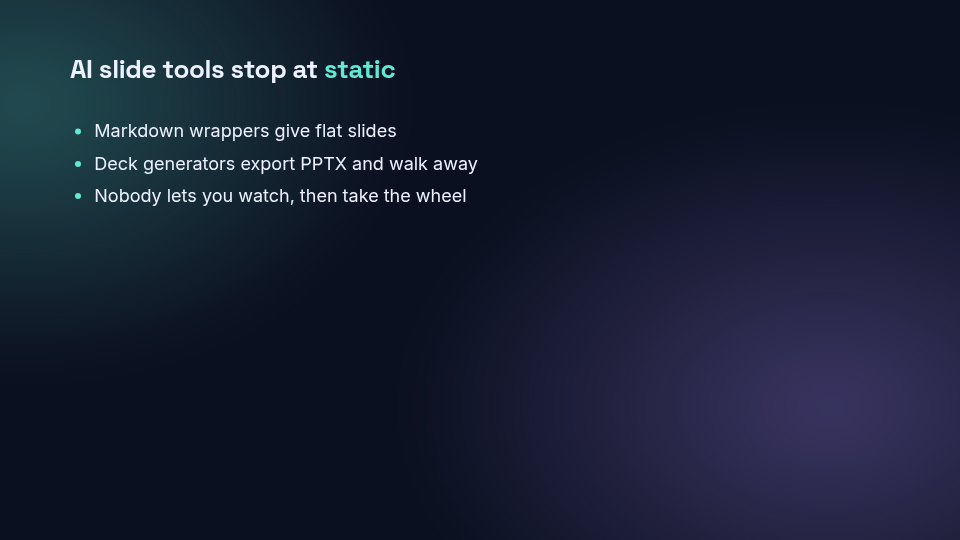 AI slide tools stop at static
Markdown wrappers give flat slides
Deck generators export PPTX and walk away
Nobody lets you watch, then take the wheel